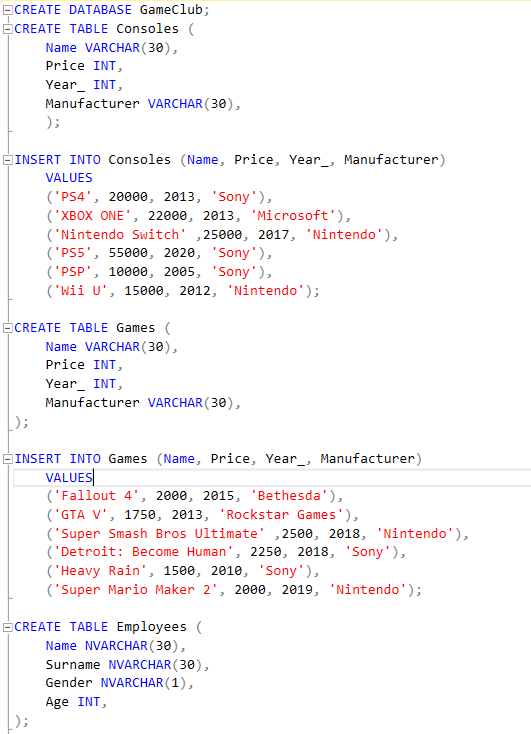 CREATE DATABASE GameClub;
CREATE TABLE Consoles (
    Name VARCHAR(30),
    Price INT,
    Year_ INT,
    Manufacturer VARCHAR(30),
    );
INSERT INTO Consoles (Name, Price, Year_, Manufacturer)
    VALUES
    ('PS4', 20000, 2013, 'Sony'),
    ('XBOX ONE', 22000, 2013, 'Microsoft'),
    ('Nintendo Switch' ,25000, 2017, 'Nintendo'),
    ('PS5', 55000, 2020, 'Sony'),
    ('PSP', 10000, 2005, 'Sony'),
    ('Wii U', 15000, 2012, 'Nintendo');
CREATE TABLE Games (
    Name VARCHAR(30),
    Price INT,
    Year_ INT,
    Manufacturer VARCHAR(30),
);
INSERT INTO Games (Name, Price, Year_, Manufacturer)
    VALUES
    ('Fallout 4', 2000, 2015, 'Bethesda'),
    ('GTA V', 1750, 2013, 'Rockstar Games'),
    ('Super Smash Bros Ultimate' ,2500, 2018, 'Nintendo'),
    ('Detroit: Become Human', 2250, 2018, 'Sony'),
    ('Heavy Rain', 1500, 2010, 'Sony'),
    ('Super Mario Maker 2', 2000, 2019, 'Nintendo');
CREATE TABLE Employees (
    Name NVARCHAR(30),
    Surname NVARCHAR(30),
    Gender NVARCHAR(1),
    Age INT,
);